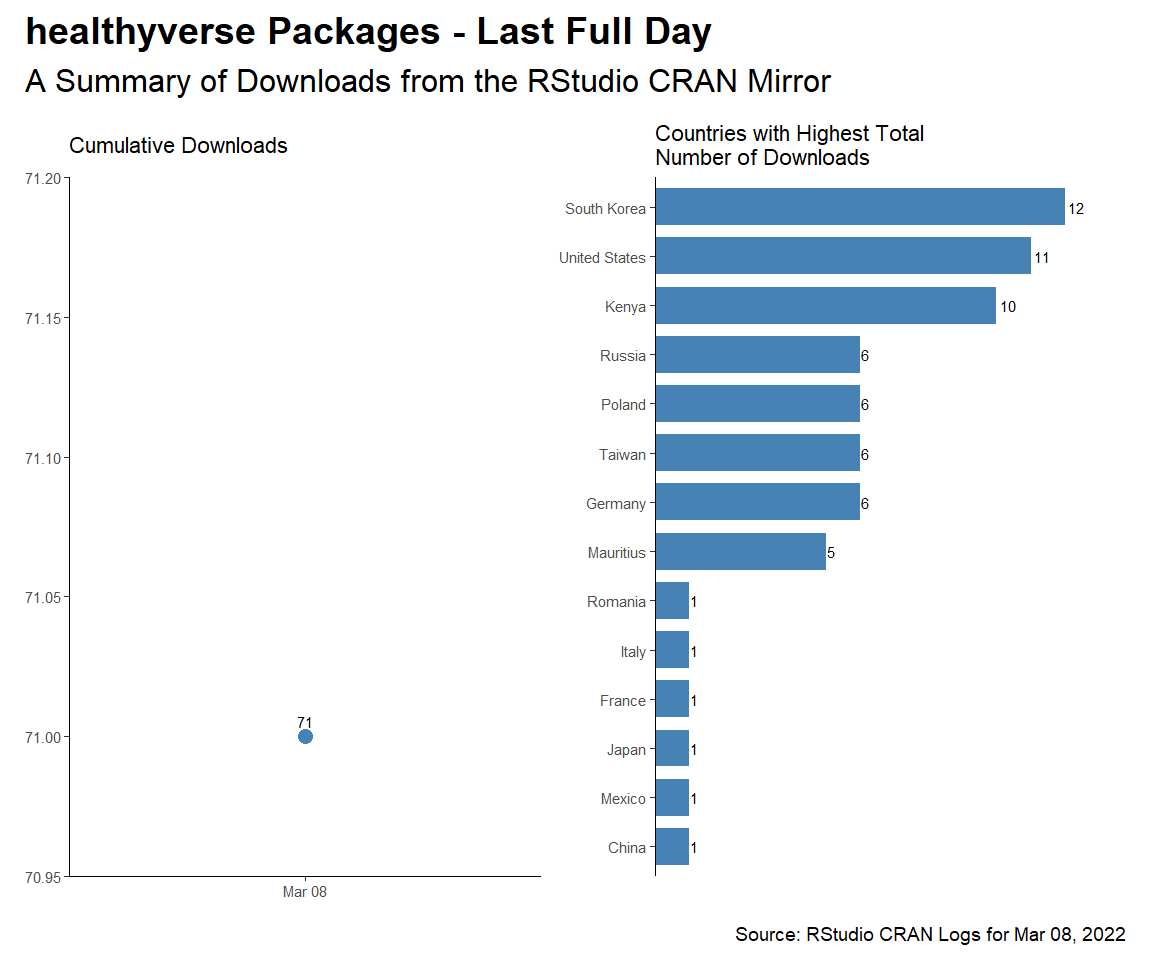 healthyverse Packages - Last Full Day
A Summary of Downloads from the RStudio CRAN Mirror
Cumulative Downloads
71.20
71.15
71.10
71.05
71.00
70.95
71
Mar 08
Countries with Highest Total
Number of Downloads
South Korea 12
United States 11
Kenya 10
Russia 6
Poland 6
Taiwan 6
Germany 6
Mauritius 5
Romania 1
Italy 1
France 1
Japan 1
Mexico 1
China 1
Source: RStudio CRAN Logs for Mar 08, 2022